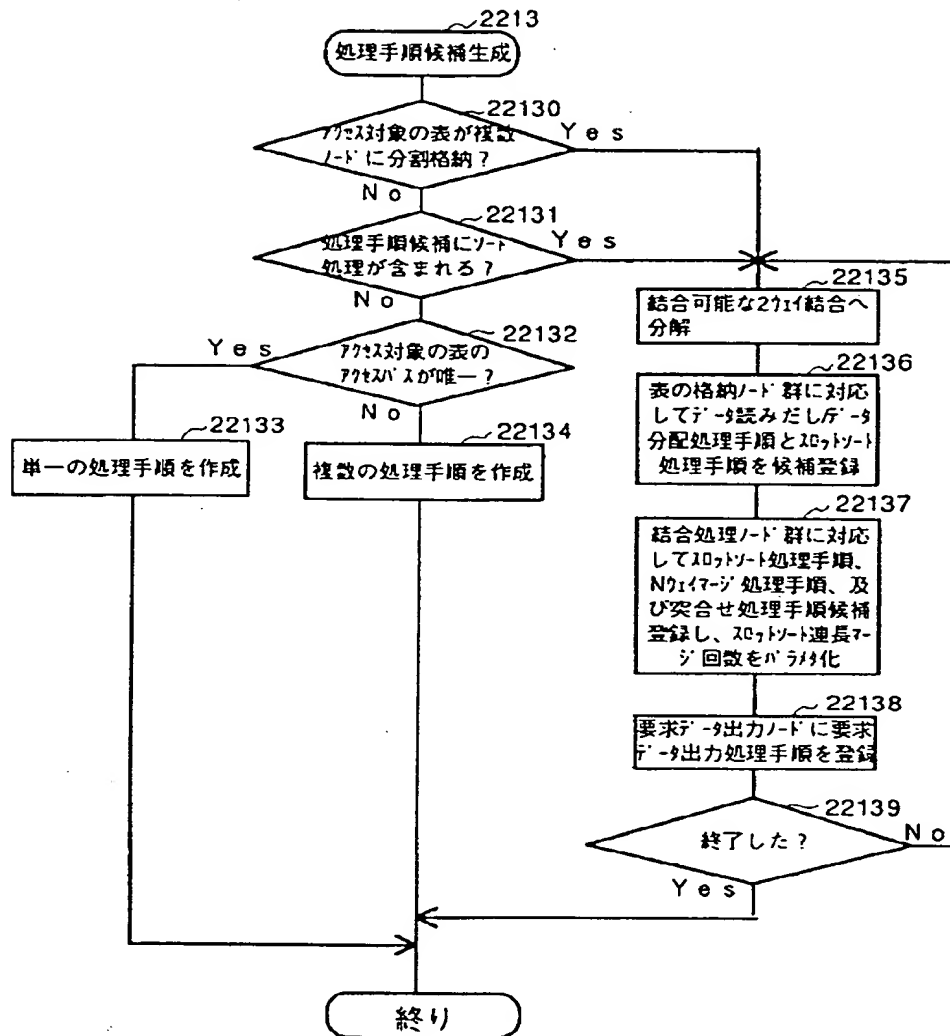 2213
処理手順候補生成
22130
アクセス対象の表が複数
ノードに分割格納?
Yes
No
22131
処理手順候補にソート
処理が含まれる?
Yes
No
22132
アクセス対象の表の
アクセスパスが唯一?
Yes
No
22133
単一の処理手順を作成
22134
複数の処理手順を作成
22135
結合可能な2ウェイ結合へ
分解
22136
表の格納ノード群に対応
してデータ読みだし/データ
分配処理手順とスロットソート
処理手順を候補登録
22137
結合処理ノード群に対応
してスロットソート処理手順、
Nウェイマージ処理手順、及
び突合せ処理手順候補
登録し、スロットソート連長マー
ジ回数をパラメタ化
22138
要求データ出力ノードに要求
データ出力処理手順を登録
22139
終了した?
No
Yes
終り